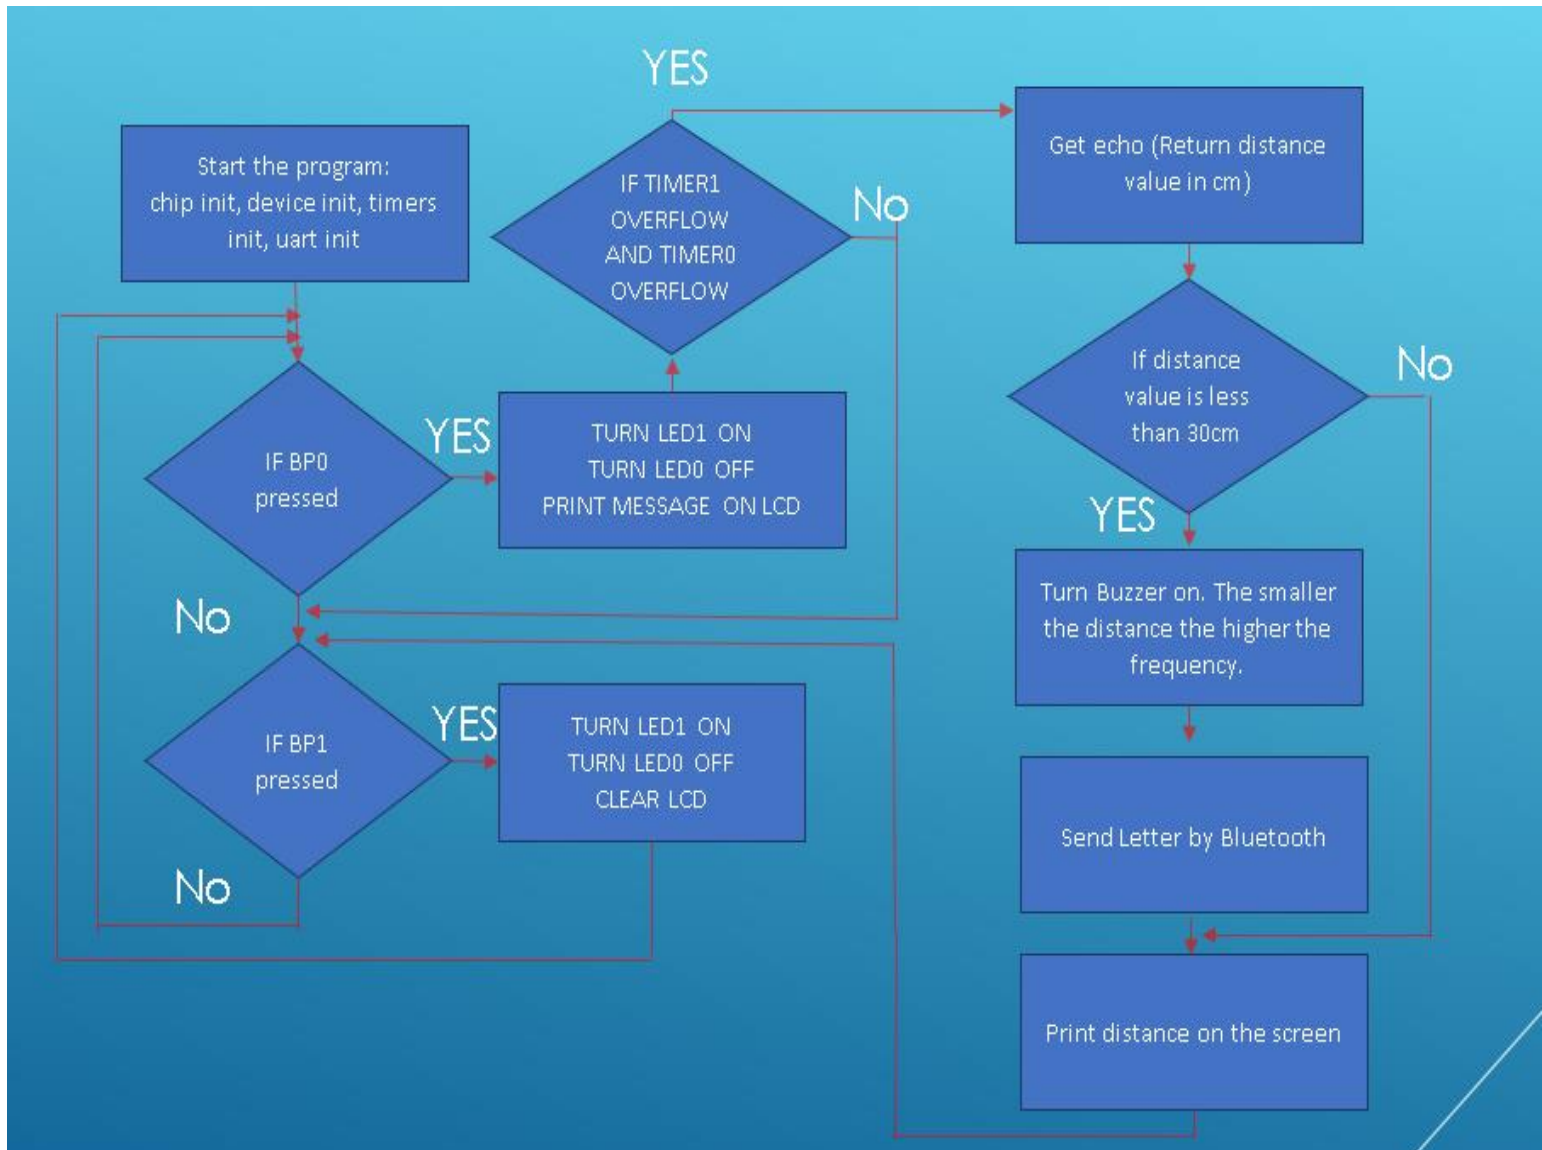 Start the program:
chip init, device init, timers
init, uart init
IF BP0
pressed
YES
No
TURN LED1 ON
TURN LED0 OFF
PRINT MESSAGE ON LCD
IF TIMER1
OVERFLOW
AND TIMER0
OVERFLOW
YES
No
IF BP1
pressed
YES
No
TURN LED1 ON
TURN LED0 OFF
CLEAR LCD
Get echo (Return distance
value in cm)
If distance
value is less
than 30cm
No
YES
Turn Buzzer on. The smaller
the distance the higher the
frequency.
Send Letter by Bluetooth
Print distance on the screen